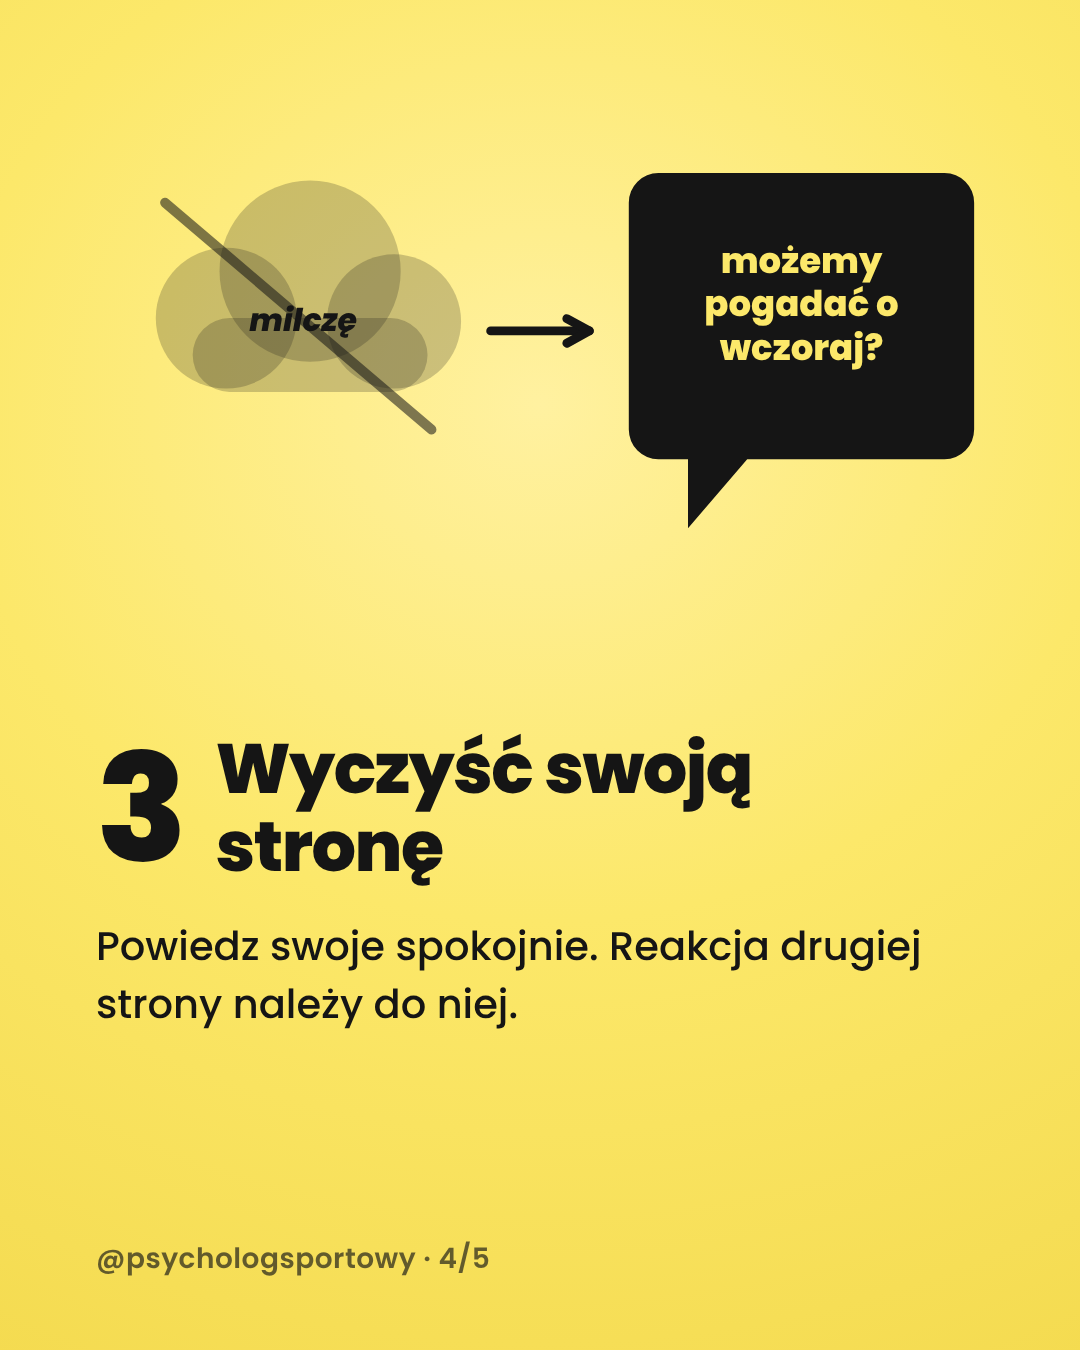 milczę
możemy
pogadać o
wczoraj?
3
Wyczyść swoją
stronę
Powiedz swoje spokojnie. Reakcja drugiej
strony należy do niej.
@psychologsportowy · 4/5